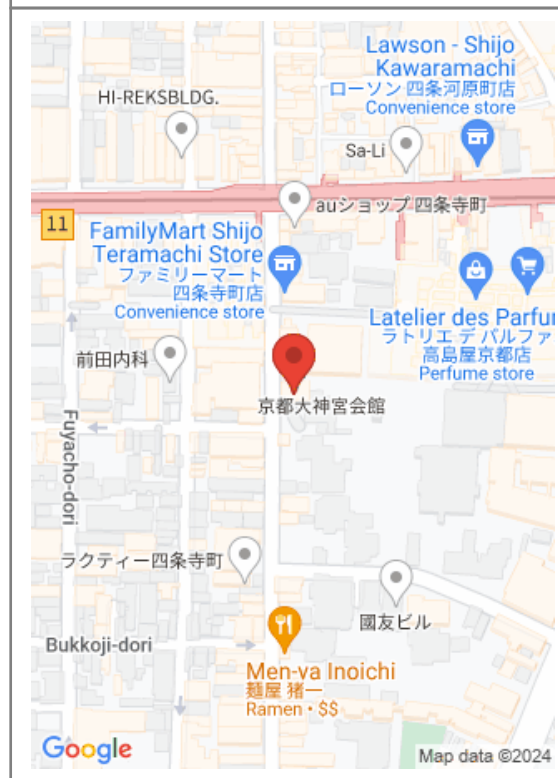 Lawson - Shijo
Kawaramachi
ローソン 四条河原町店
Convenience store
HI-REKSBLDG.
Sa-Li
auショップ 四条寺町
11
FamilyMart Shijo
Teramachi Store
ファミリーマート
四条寺町店
Convenience store
Latelier des Parfum
ラトリエ デ パルファ
高島屋京都店
Perfume store
前田内科
京都大神宮会館
Fuyacho-dori
ラクティー四条寺町
國友ビル
Bukkoji-dori
Men-va Inoichi
麺屋 猪一
Ramen • $$
Google
Map data ©2024